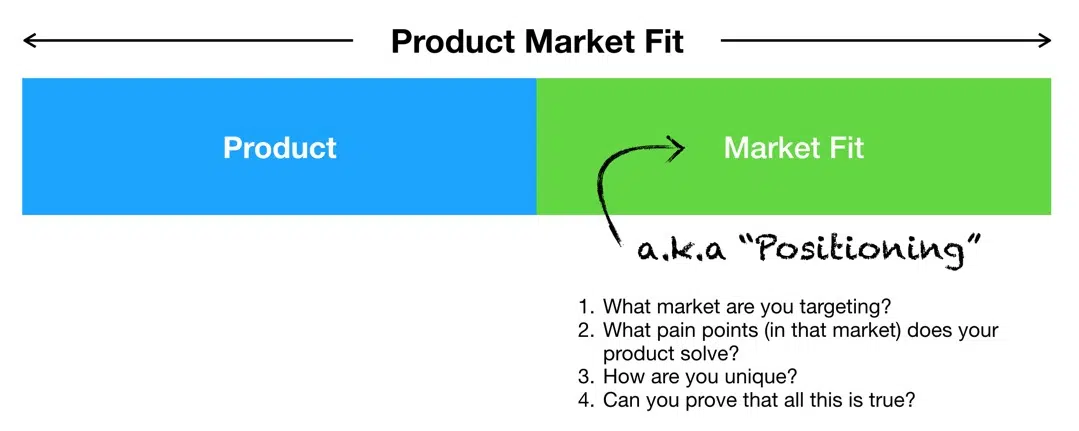 Product Market Fit
Product
Market Fit
a.k.a “Positioning”
1. What market are you targeting?
2. What pain points (in that market) does your
product solve?
3. How are you unique?
4. Can you prove that all this is true?